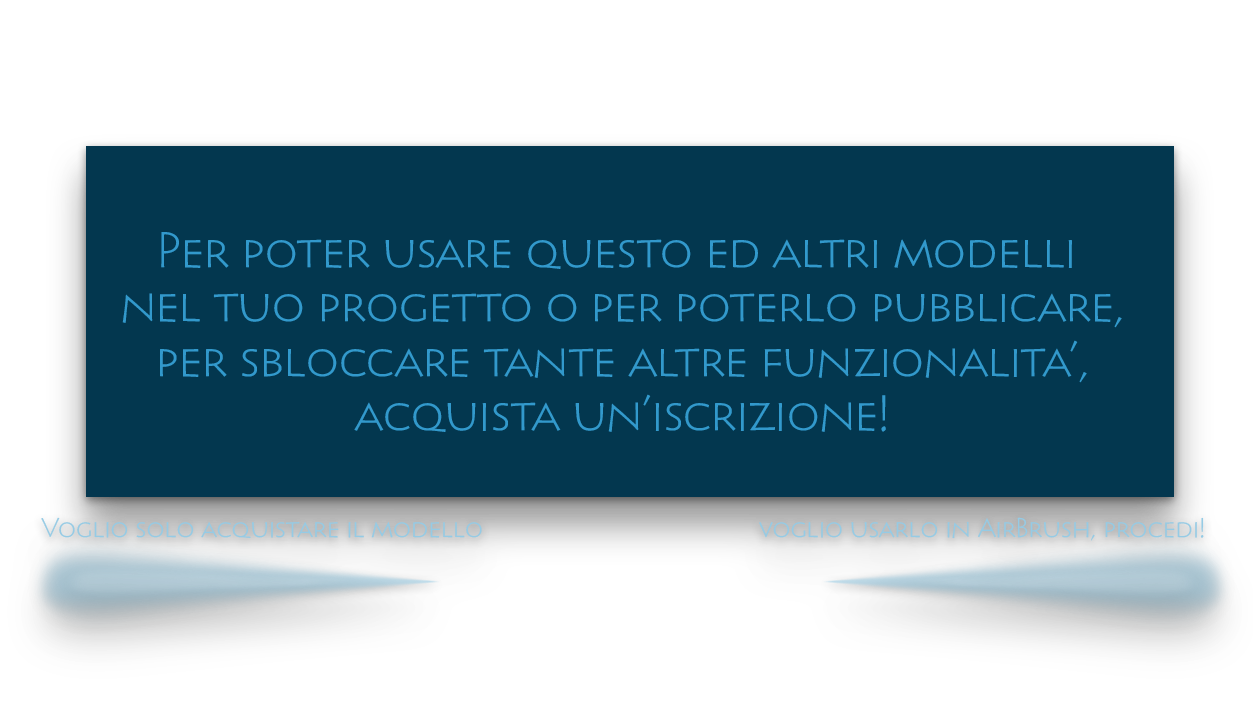 Per poter usare questo ed altri modelli
nel tuo progetto o per poterlo pubblicare,
per sbloccare tante altre funzionalita’,
acquista un’iscrizione!
Voglio solo acquistare il modello
voglio usarlo in AirBrush, procedi!